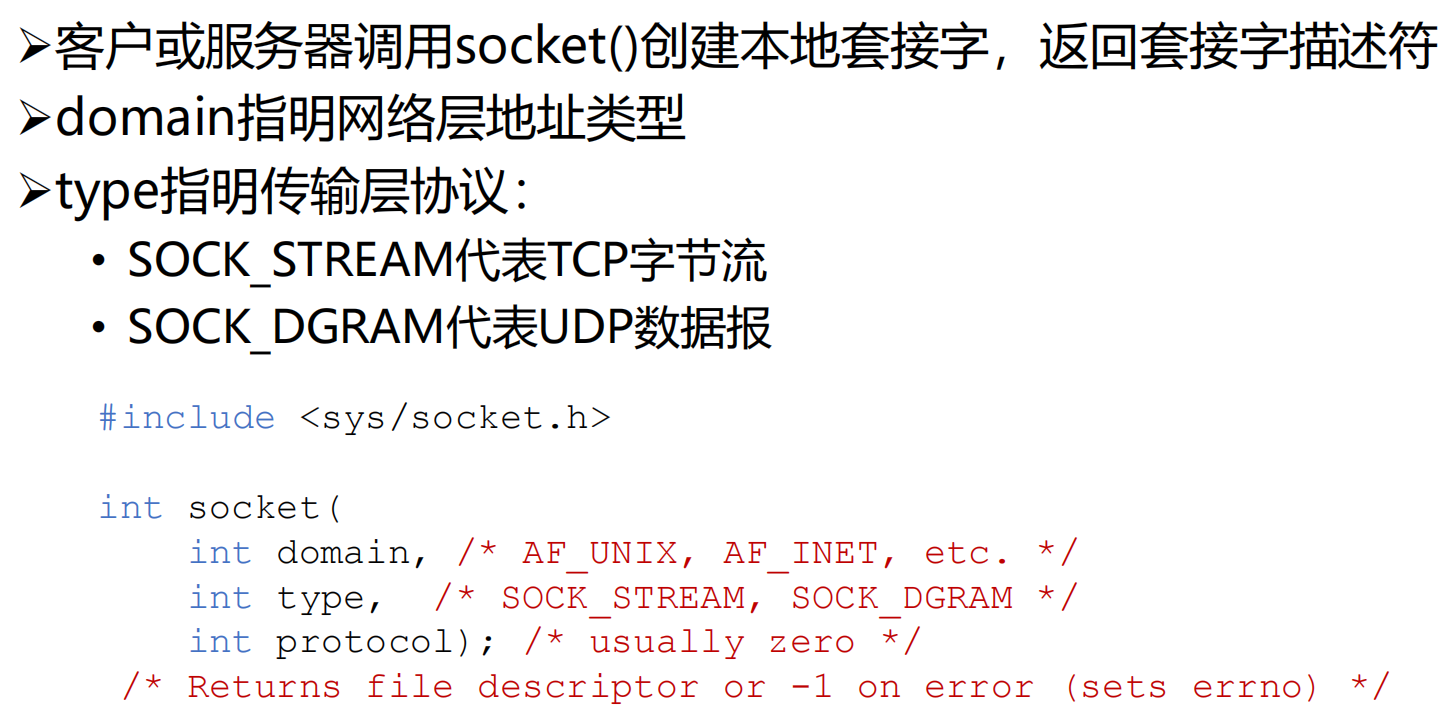 ➢客户或服务器调用socket()创建本地套接字，返回套接字描述符
➢domain指明网络层地址类型
➢type指明传输层协议：
• SOCK_STREAM代表TCP字节流
• SOCK_DGRAM代表UDP数据报
#include <sys/socket.h>
int socket(
int domain, /* AF_UNIX, AF_INET, etc. */
int type, /* SOCK_STREAM, SOCK_DGRAM */
int protocol); /* usually zero */
/* Returns file descriptor or -1 on error (sets errno) */